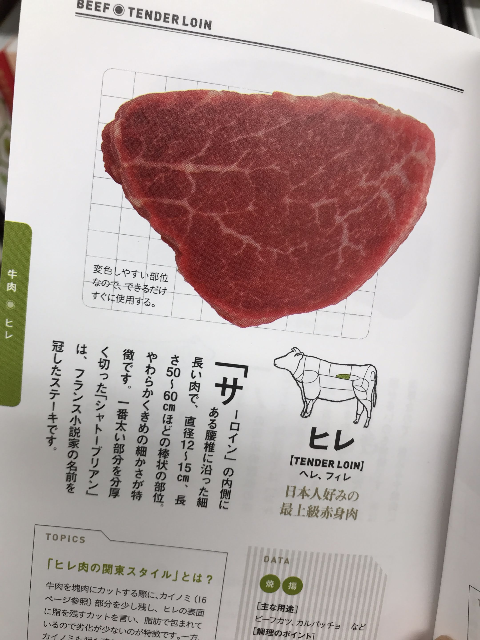 BEEF◉TENDER LOIN
変色しやすい部位
なので、できるだけ
すぐに使用する。
牛肉◉ヒレ
ヒレ
[TENDER LOIN]
ヘレ、フィレ
日本人好みの
最上級赤身肉
「サーロイン」の内側に
ある腰椎に沿った細
長い肉で、直径12〜15㎝、長
さ50〜60㎝ほどの棒状の部位。
やわらかくきめの細かさが特
徴です。一番太い部分を分厚
く切った「シャトーブリアン」
は、フランス小説家の名前を
冠したステーキです。
TOPICS
「ヒレ肉の関東スタイル」とは？
牛肉を塊肉にカットする際に、カイノミ（16
ページ参照）部分を少し残し、ヒレの表面
に脂を残すカットを言い、脂肪で包まれて
いるので劣化が少ないのが特徴です。一方、
カイノミも
DATA
焼 揚
[主な用途]
ビーフカツ、カルパッチョ など
[調理のポイント]